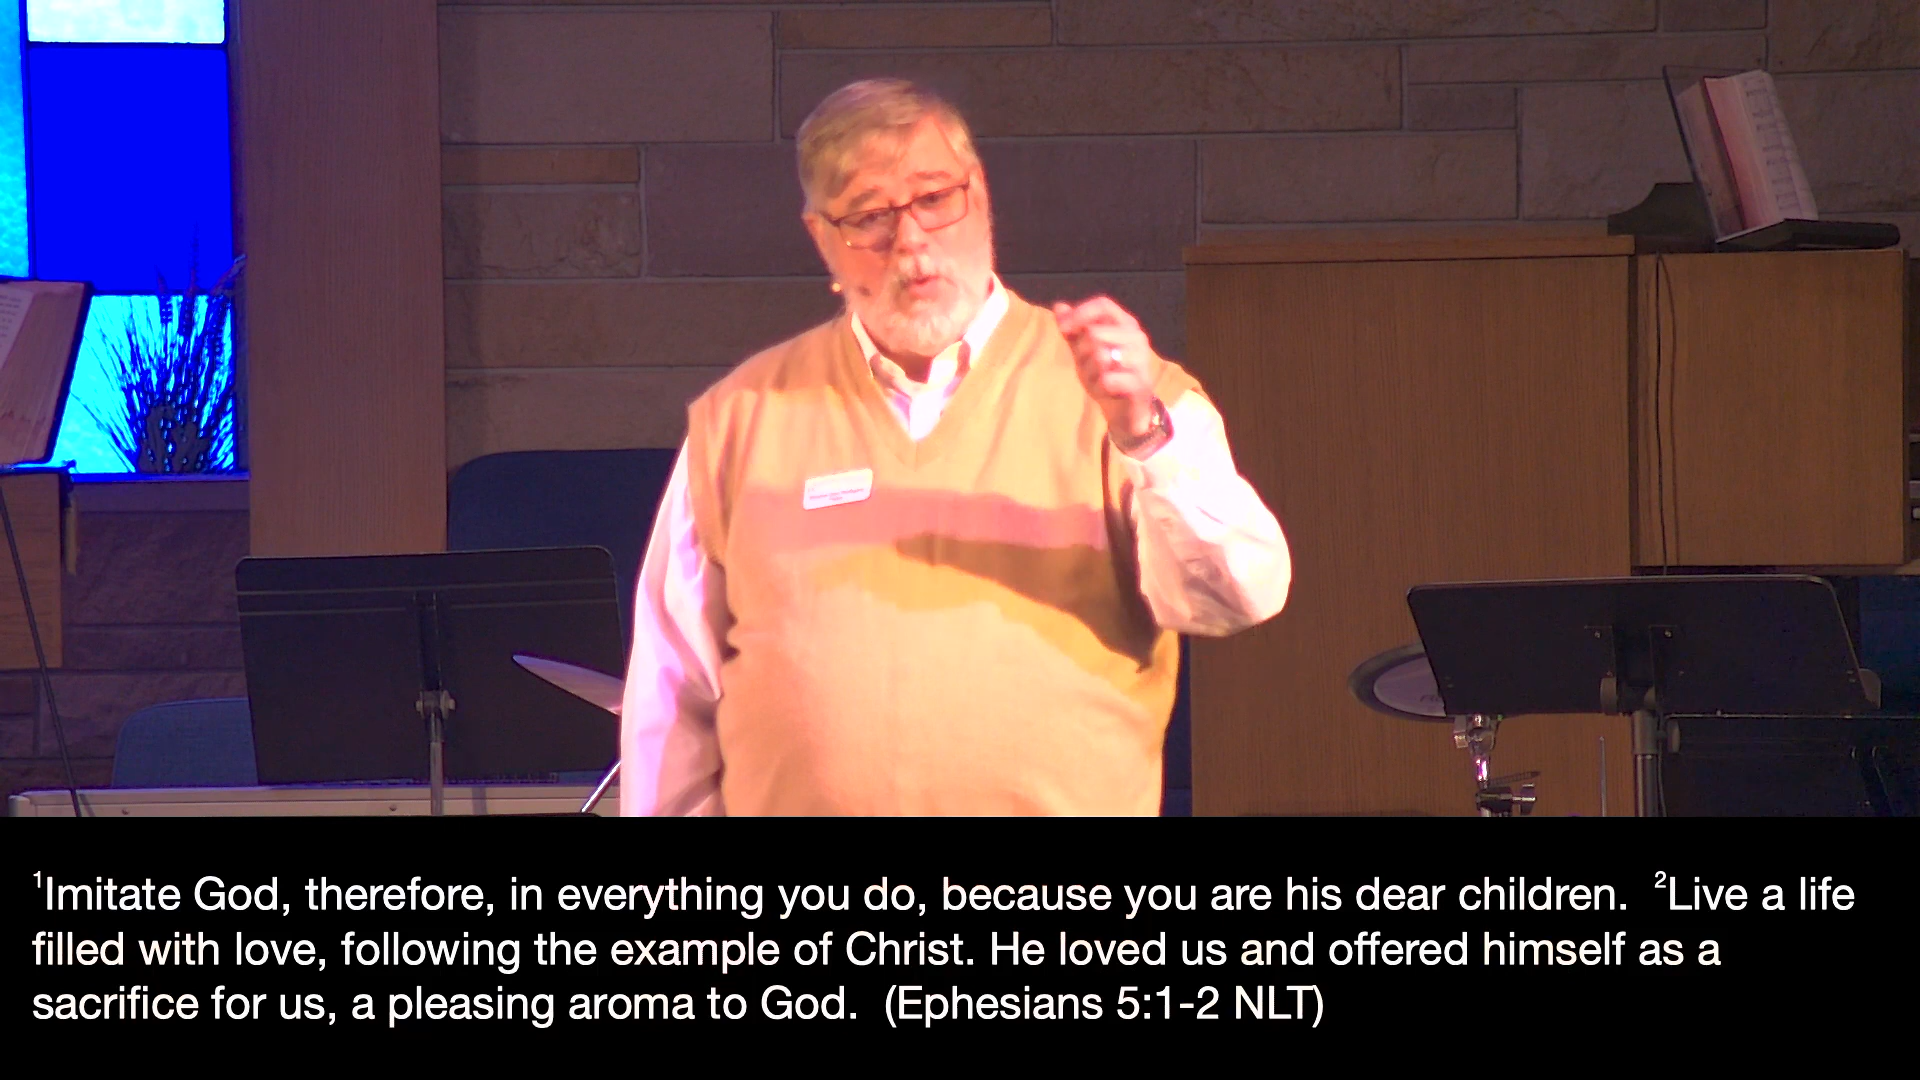 ¹Imitate God, therefore, in everything you do, because you are his dear children. ²Live a life
filled with love, following the example of Christ. He loved us and offered himself as a
sacrifice for us, a pleasing aroma to God. (Ephesians 5:1-2 NLT)